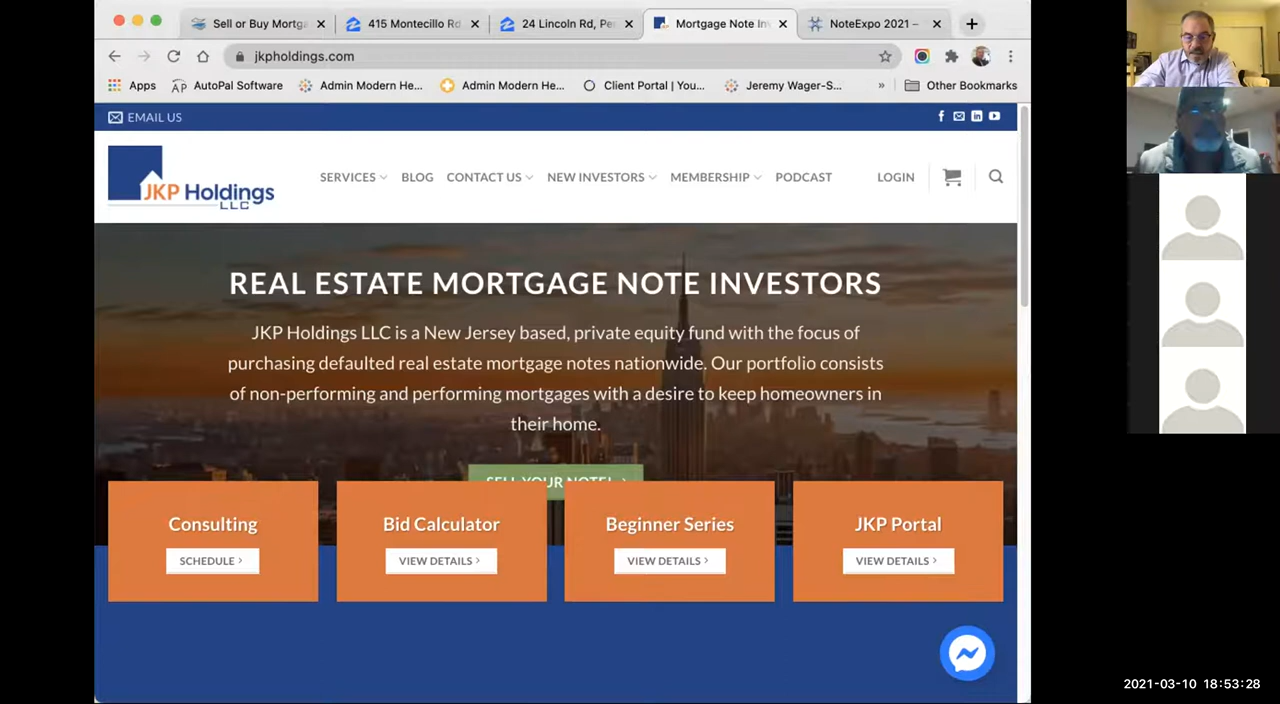 Sell or Buy Mortga
415 Montecillo Rd
24 Lincoln Rd, Pe
Mortgage Note In
NoteExpo 2021 –
jkpholdings.com
Apps
AutoPal Software
Admin Modern He...
Admin Modern He...
Client Portal | You...
Jeremy Wager-S...
»
Other Bookmarks
EMAIL US
JKP Holdings
LLC
SERVICES
BLOG
CONTACT US
NEW INVESTORS
MEMBERSHIP
PODCAST
LOGIN
REAL ESTATE MORTGAGE NOTE INVESTORS
JKP Holdings LLC is a New Jersey based, private equity fund with the focus of
purchasing defaulted real estate mortgage notes nationwide. Our portfolio consists
of non-performing and performing mortgages with a desire to keep homeowners in
their home.
SELL YOUR NOTE!
Consulting
SCHEDULE
Bid Calculator
VIEW DETAILS
Beginner Series
VIEW DETAILS
JKP Portal
VIEW DETAILS
2021-03-10 18:53:28